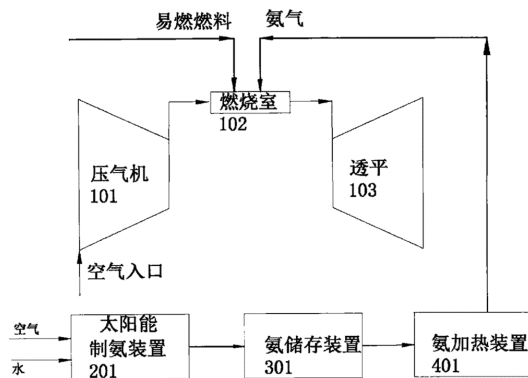 易燃燃料
氨气
燃烧室
102
压气机
101
透平
103
空气入口
空气
水
太阳能
制氨装置
201
氨储存装置
301
氨加热装置
401